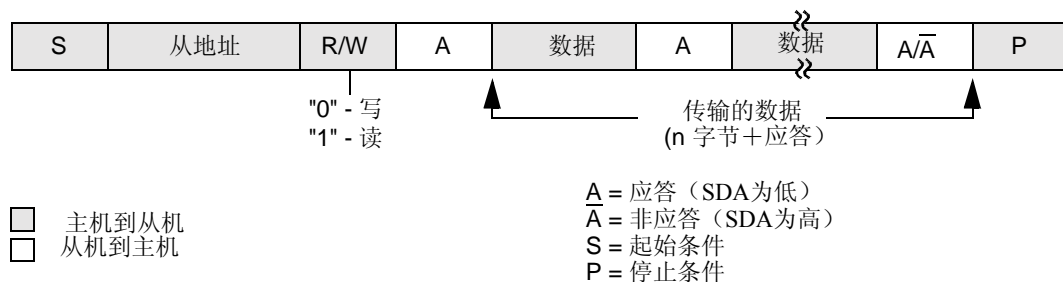 S 从地址 R/W A 数据 A 数据 A/A̅ P
"0" - 写
"1" - 读
传输的数据
(n 字节＋应答）
主机到从机
从机到主机
A = 应答（SDA为低）
A̅ = 非应答（SDA为高）
S = 起始条件
P = 停止条件